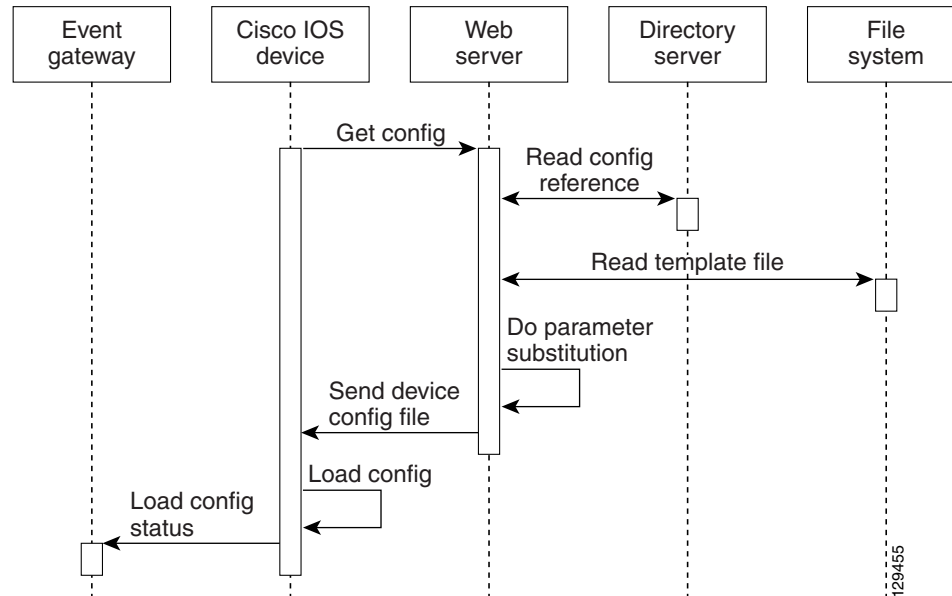 Event
gateway
Cisco IOS
device
Web
server
Directory
server
File
system
Get config
Read config
reference
Read template file
Do parameter
substitution
Send device
config file
Load config
Load config
status
129455